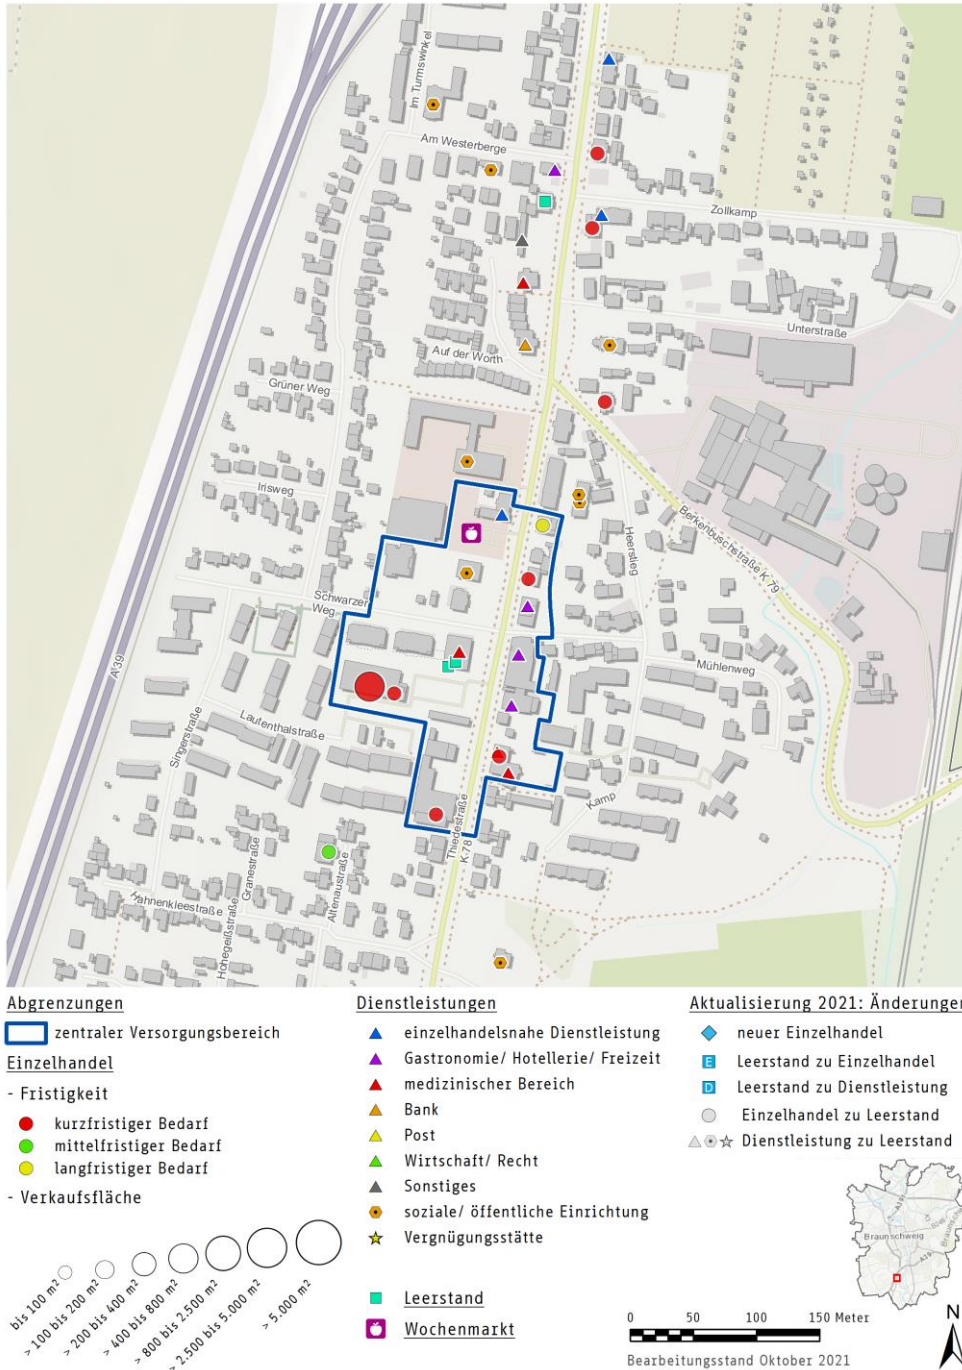 Im Turmswinkel
Am Westerberge
Zollkamp
Unterstraße
Auf der Worth
Grüner Weg
Irisweg
Berkenbuschstraße K 79
Heerstieg
Schwarzer
Weg
A 39
Mühlenweg
Lautenthalstraße
Singerstraße
Kamp
Thiedestraße
K 78
Granestraße
Altenaustraße
Hahnenkleestraße
Hohegeißstraße
Abgrenzungen
zentraler Versorgungsbereich
Einzelhandel
- Fristigkeit
kurzfristiger Bedarf
mittelfristiger Bedarf
langfristiger Bedarf
- Verkaufsfläche
bis 100 m²
> 100 bis 200 m²
> 200 bis 400 m²
> 400 bis 800 m²
> 800 bis 2.500 m²
> 2.500 bis 5.000 m²
> 5.000 m²
Dienstleistungen
einzelhandelsnahe Dienstleistung
Gastronomie/ Hotellerie/ Freizeit
medizinischer Bereich
Bank
Post
Wirtschaft/ Recht
Sonstiges
soziale/ öffentliche Einrichtung
Vergnügungsstätte
Leerstand
Wochenmarkt
Aktualisierung 2021: Änderungen
neuer Einzelhandel
E Leerstand zu Einzelhandel
D Leerstand zu Dienstleistung
Einzelhandel zu Leerstand
Dienstleistung zu Leerstand
Braunschweig
0 50 100 150 Meter
N
Bearbeitungsstand Oktober 2021